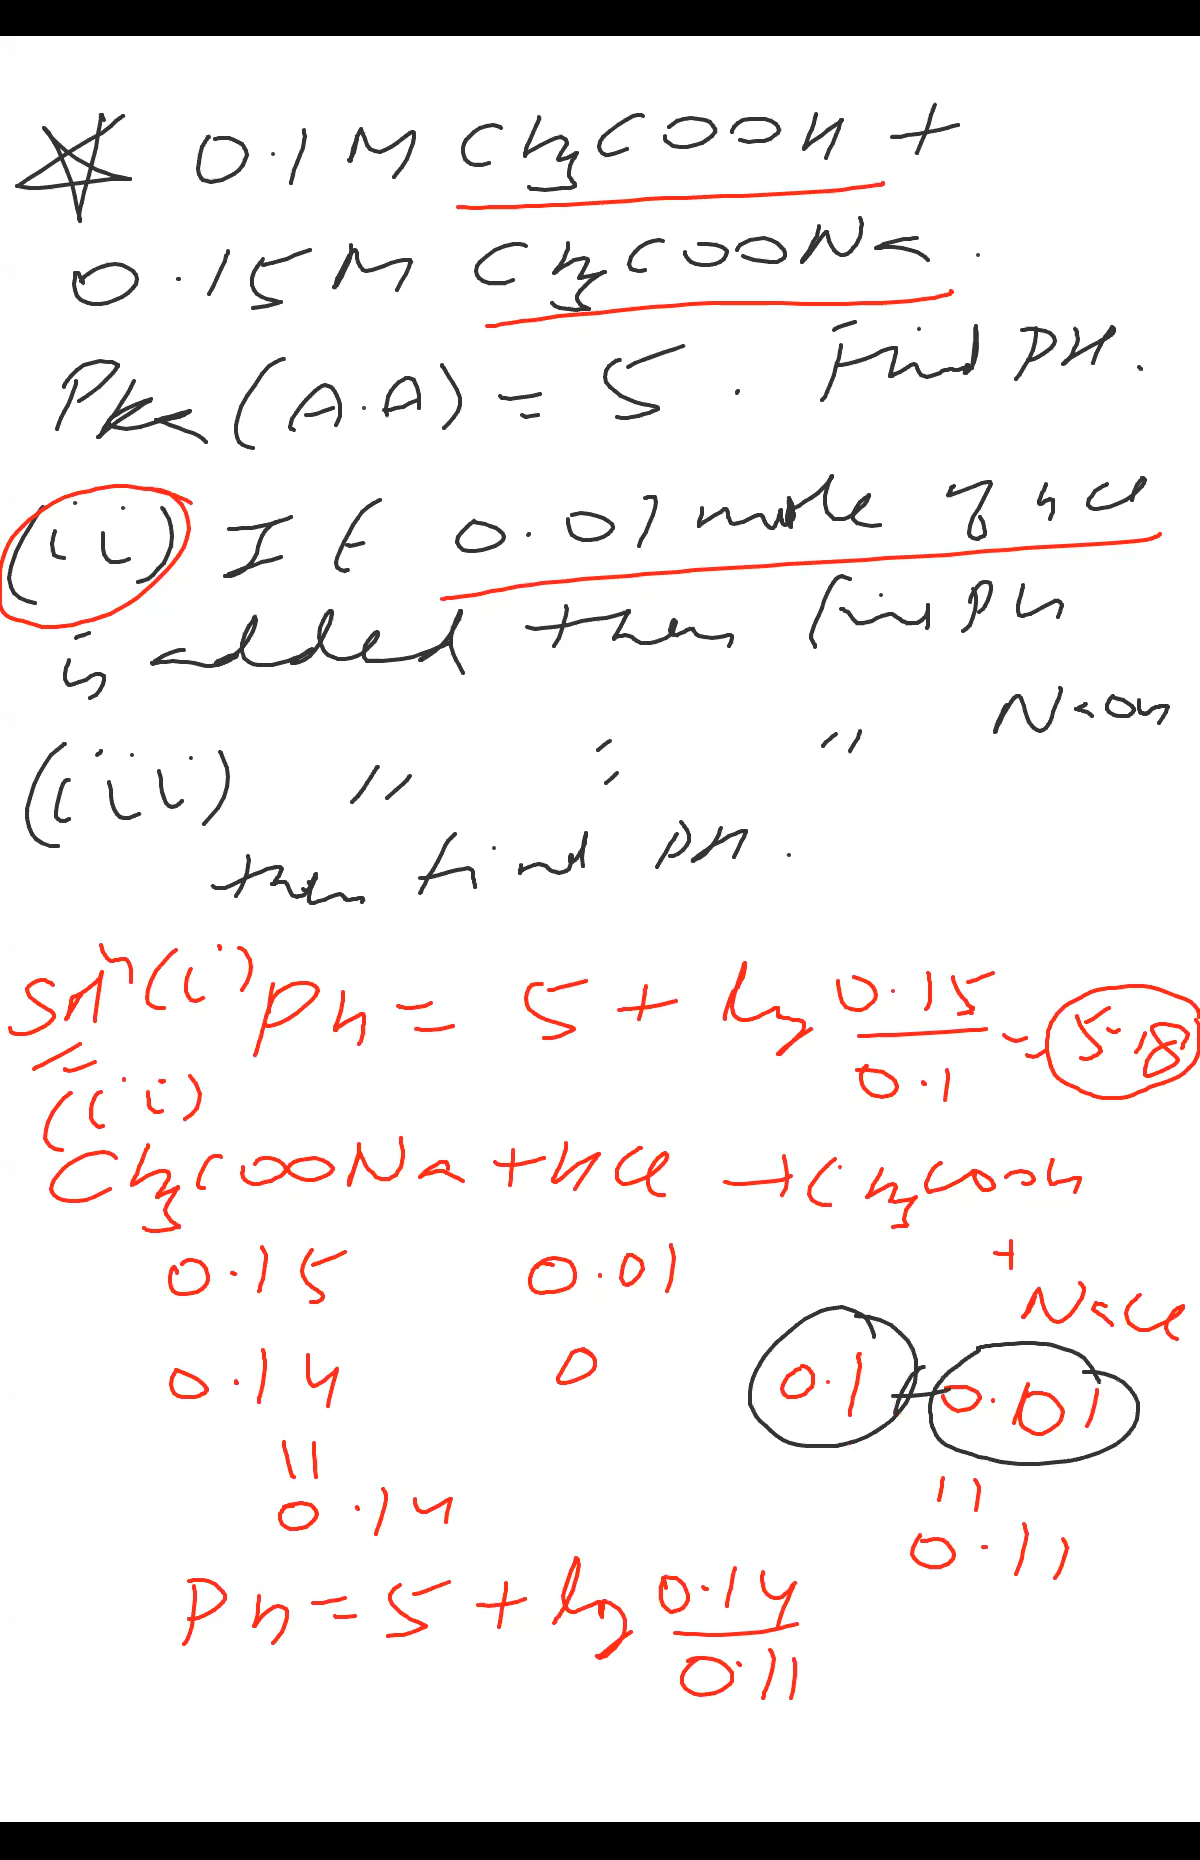 ☆ 0.1 M CH3COOH +
0.15 M CH3COONa.
PKa (A.A) = 5. Find PH.
(ii) If 0.01 mole of HCl
is added then find PH
(iii) " = " NaOH
then find PH.
Sol^n (i) PH = 5 + log 0.15/0.1 = 5.18
(ii)
CH3COONa + HCl → CH3COOH
+
0.15 0.01
NaCl
0.14 0 0.1 + 0.01
|| ||
0.14 0.11
PH = 5 + log 0.14/0.11